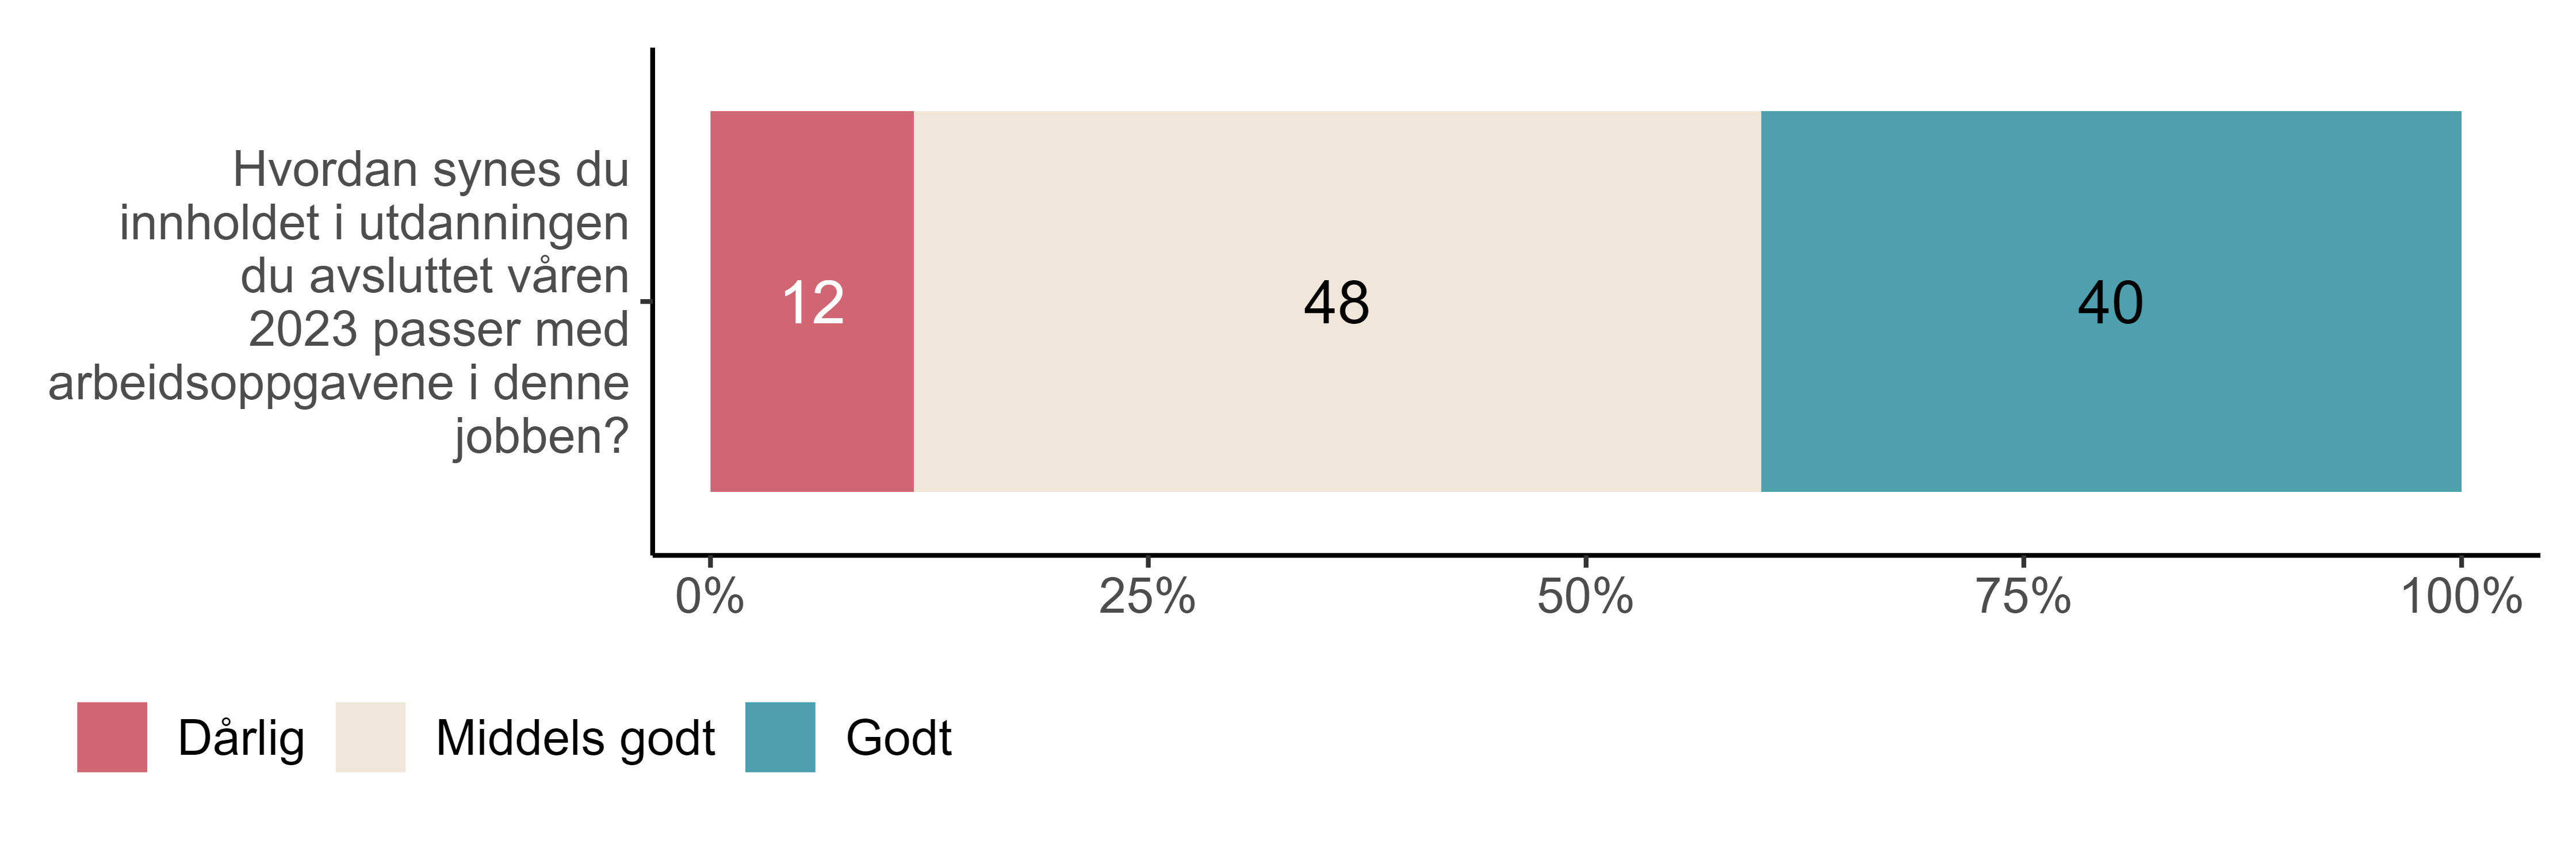 Hvordan synes du
innholdet i utdanningen
du avsluttet våren
2023 passer med
arbeidsoppgavene i denne
jobben?
12 48 40
0% 25% 50% 75% 100%
Dårlig Middels godt Godt